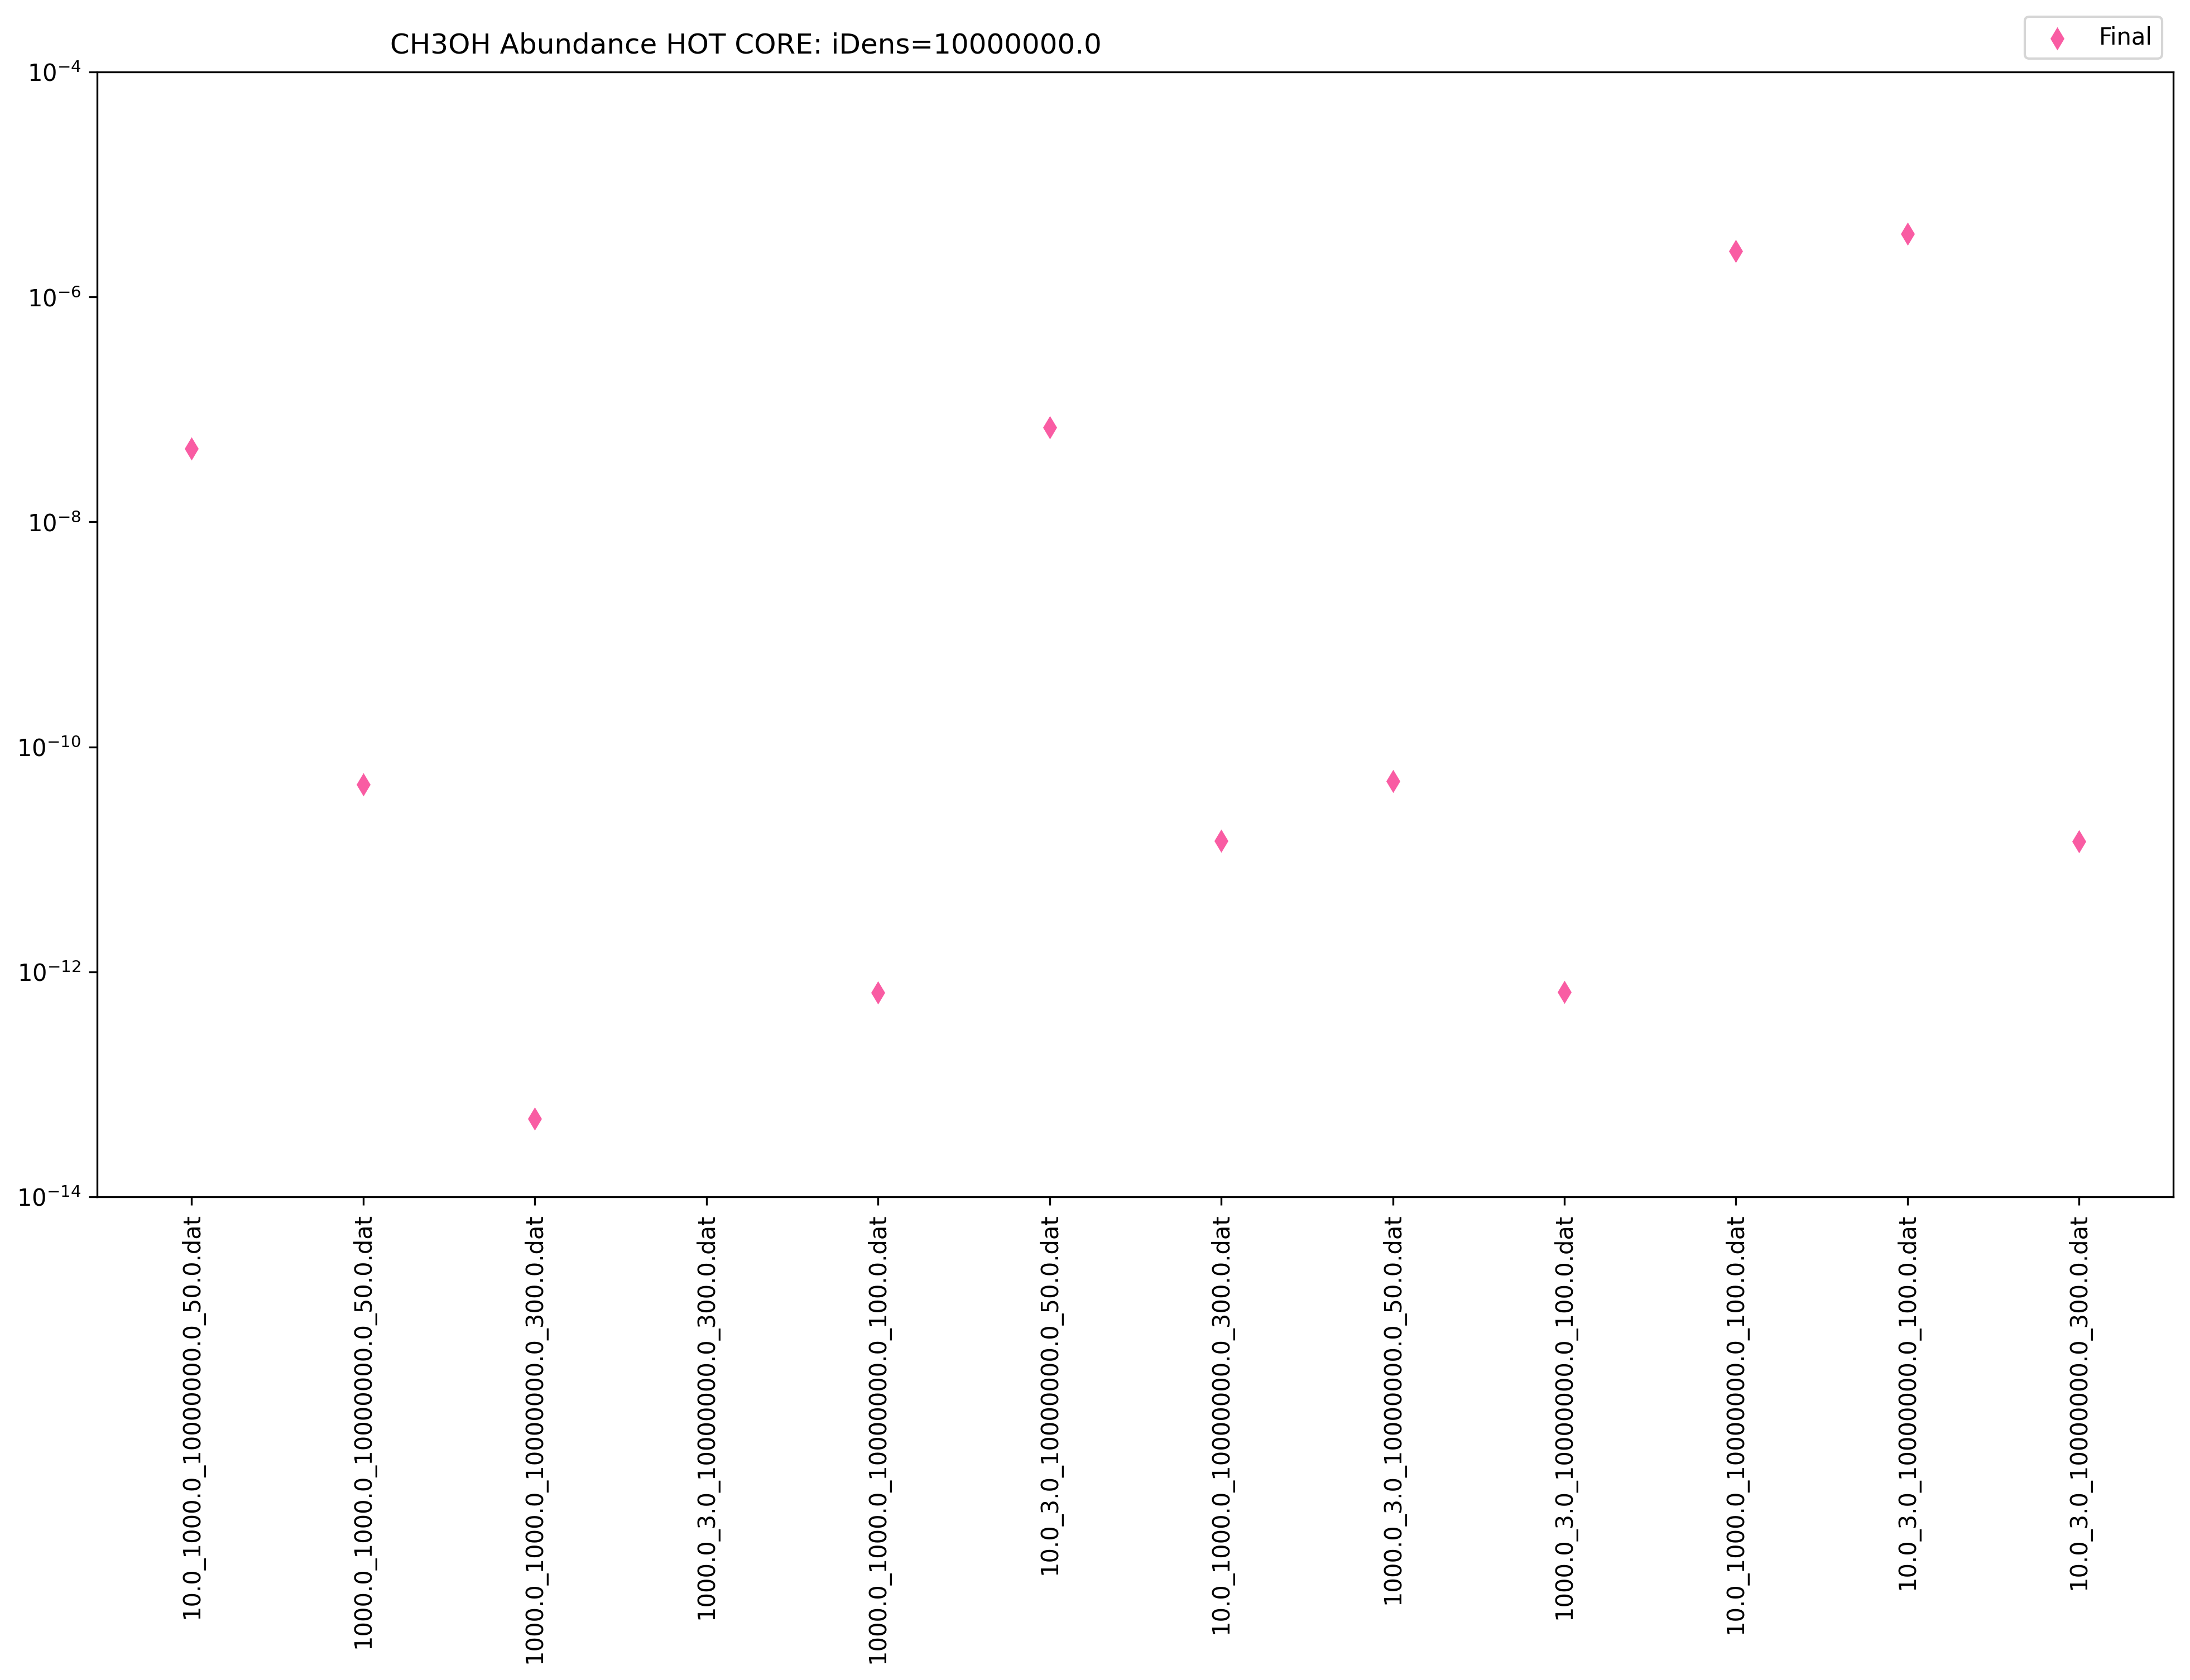 CH3OH Abundance HOT CORE: iDens=10000000.0
Final
10⁻⁴
10⁻⁶
10⁻⁸
10⁻¹⁰
10⁻¹²
10⁻¹⁴
10.0_1000.0_10000000.0_50.0.dat
1000.0_1000.0_10000000.0_50.0.dat
1000.0_1000.0_10000000.0_300.0.dat
1000.0_3.0_10000000.0_300.0.dat
1000.0_1000.0_10000000.0_100.0.dat
10.0_3.0_10000000.0_50.0.dat
10.0_1000.0_10000000.0_300.0.dat
1000.0_3.0_10000000.0_50.0.dat
1000.0_3.0_10000000.0_100.0.dat
10.0_1000.0_10000000.0_100.0.dat
10.0_3.0_10000000.0_100.0.dat
10.0_3.0_10000000.0_300.0.dat